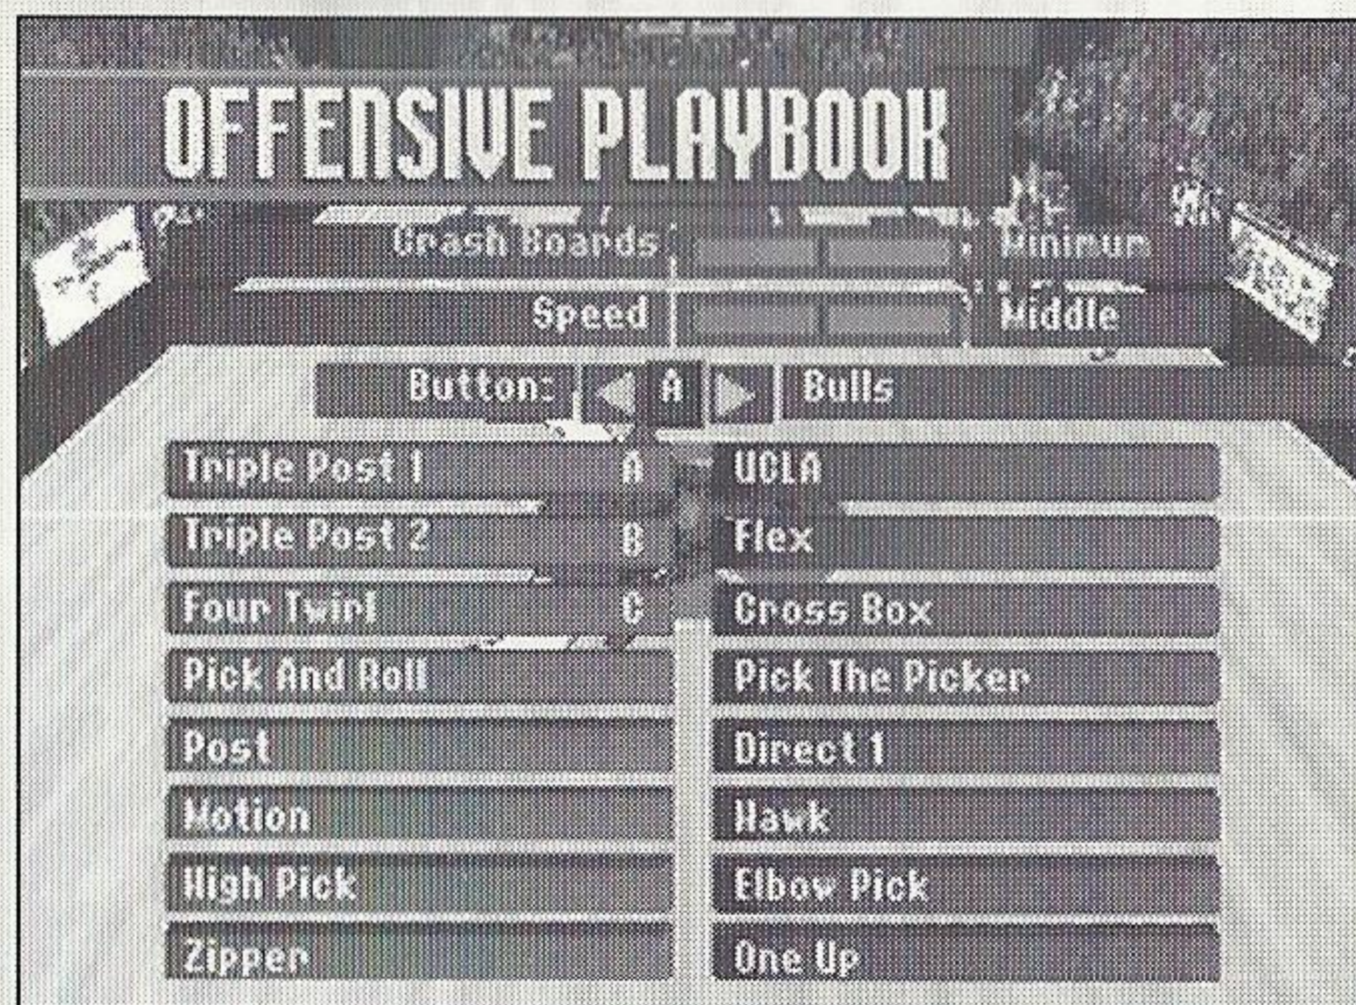 OFFENSIVE PLAYBOOK
Crash Boards Minimum
Speed Middle
Button: A Bulls
Triple Post 1 A UCLA
Triple Post 2 B Flex
Four Twirl C Cross Box
Pick And Roll Pick The Picker
Post Direct 1
Motion Hawk
High Pick Elbow Pick
Zipper One Up